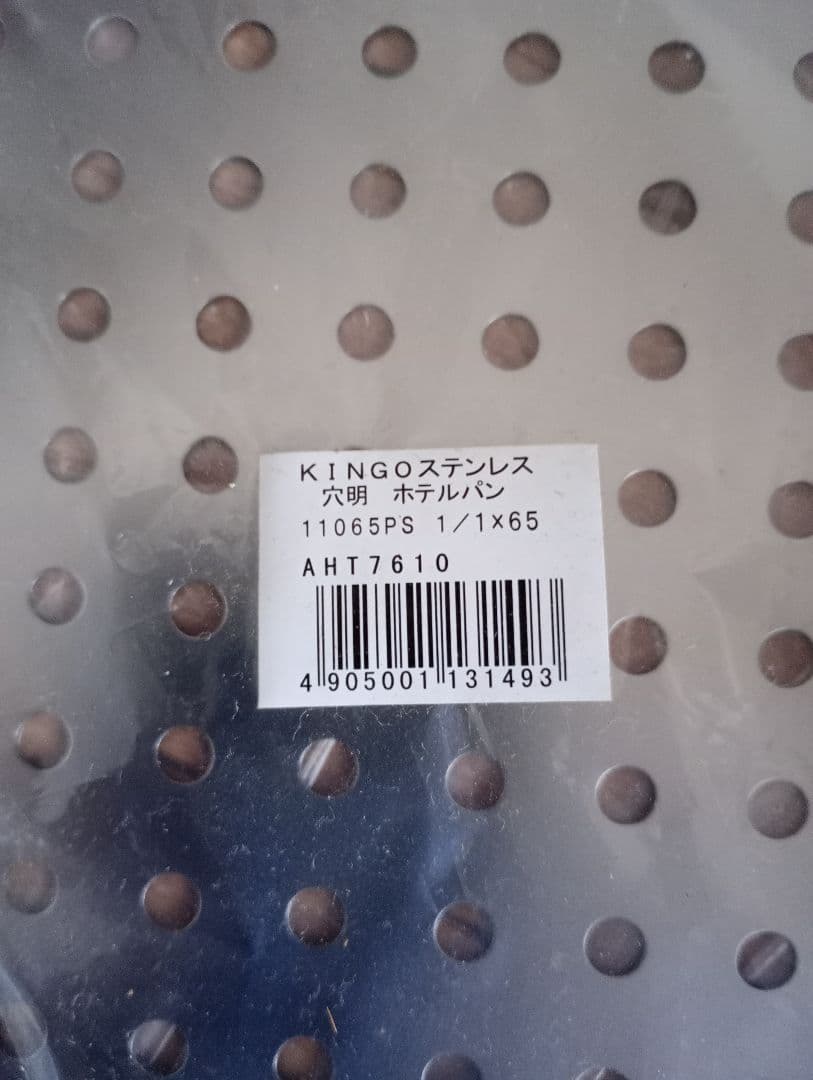 KINGOステンレス
穴明　ホテルパン
11065PS 1/1×65
AHT7610
4 905001 131493